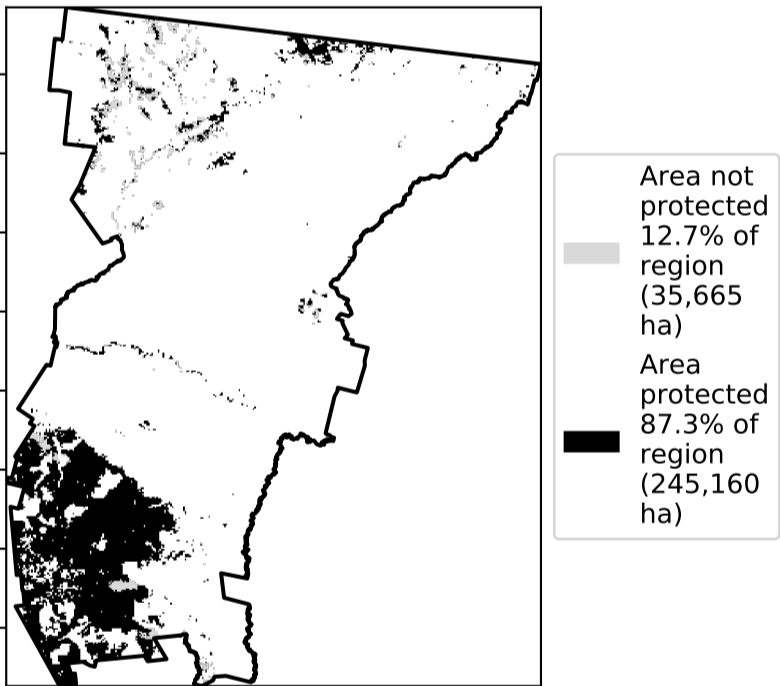 Area not
protected
12.7% of
region
(35,665
ha)
Area
protected
87.3% of
region
(245,160
ha)